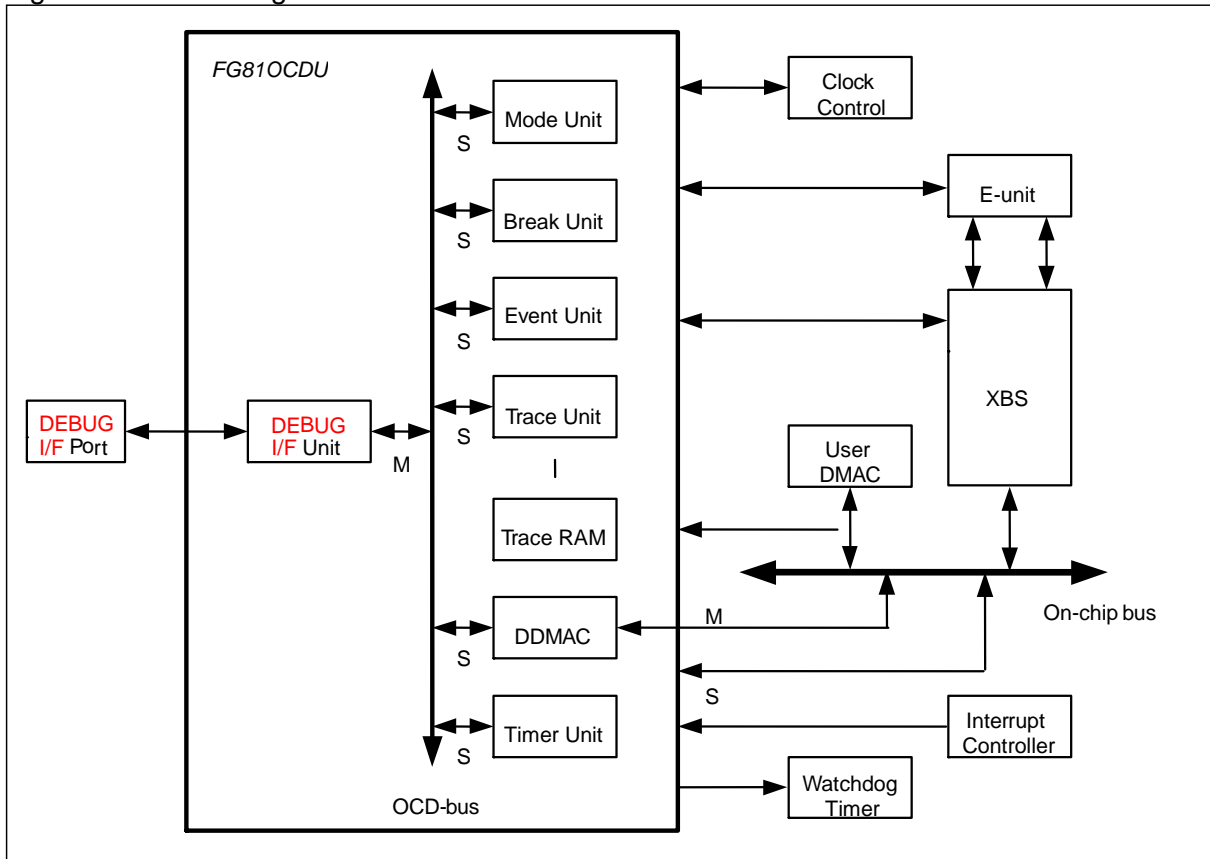 FG81OCDU
Mode Unit
S
Break Unit
S
Event Unit
S
Trace Unit
S
Trace RAM
DDMAC
S
Timer Unit
S
OCD-bus
DEBUG
I/F Port
DEBUG
I/F Unit
M
Clock
Control
E-unit
XBS
User
DMAC
On-chip bus
M
S
Interrupt
Controller
Watchdog
Timer